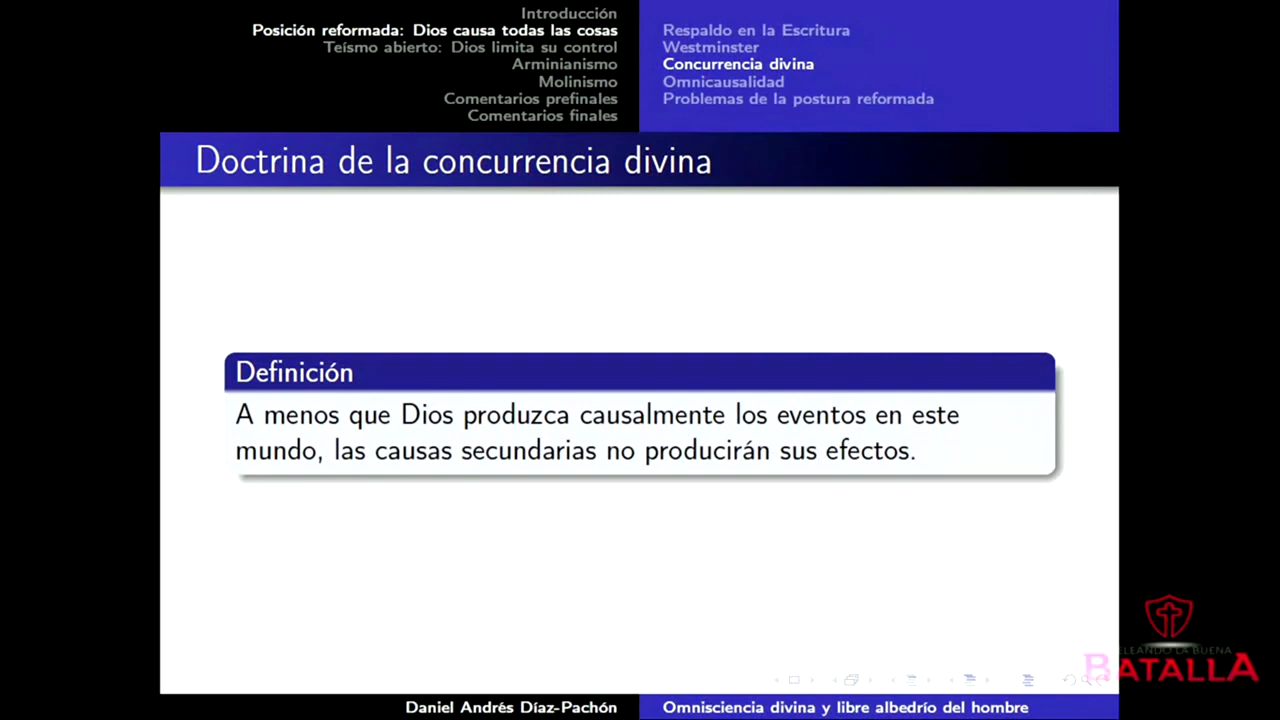 Introducción
Posición reformada: Dios causa todas las cosas
Teísmo abierto: Dios limita su control
Arminianismo
Molinismo
Comentarios prefinales
Comentarios finales
Respaldo en la Escritura
Westminster
Concurrencia divina
Omnicausalidad
Problemas de la postura reformada
Doctrina de la concurrencia divina
Definición
A menos que Dios produzca causalmente los eventos en este
mundo, las causas secundarias no producirán sus efectos.
LA BUENA
BATALLA
Daniel Andrés Díaz-Pachón
Omnisciencia divina y libre albedrío del hombre